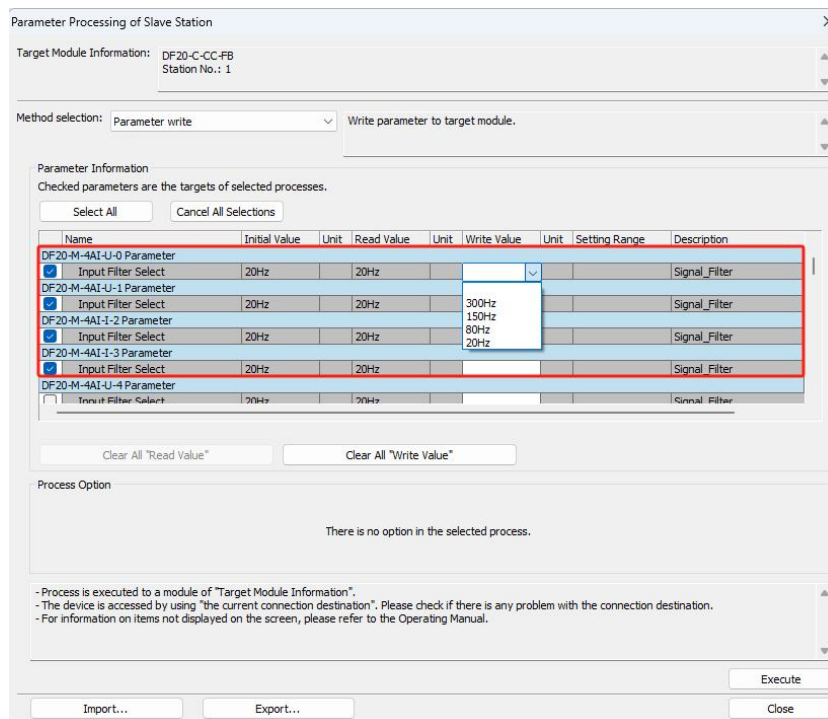 Parameter Processing of Slave Station
Target Module Information: DF20-C-CC-FB
Station No.: 1
Method selection: Parameter write Write parameter to target module.
Parameter Information
Checked parameters are the targets of selected processes.
Select All Cancel All Selections
Name Initial Value Unit Read Value Unit Write Value Unit Setting Range Description
DF20-M-4AI-U-0 Parameter
Input Filter Select 20Hz 20Hz Signal_Filter
DF20-M-4AI-U-1 Parameter
Input Filter Select 20Hz 20Hz 300Hz Signal_Filter
DF20-M-4AI-I-2 Parameter 150Hz
Input Filter Select 20Hz 20Hz 80Hz Signal_Filter
DF20-M-4AI-I-3 Parameter 20Hz
Input Filter Select 20Hz 20Hz Signal_Filter
DF20-M-4AI-U-4 Parameter
Input Filter Select 20Hz 20Hz Signal_Filter
Clear All "Read Value" Clear All "Write Value"
Process Option
There is no option in the selected process.
- Process is executed to a module of "Target Module Information".
- The device is accessed by using "the current connection destination". Please check if there is any problem with the connection destination.
- For information on items not displayed on the screen, please refer to the Operating Manual.
Execute
Import... Export... Close